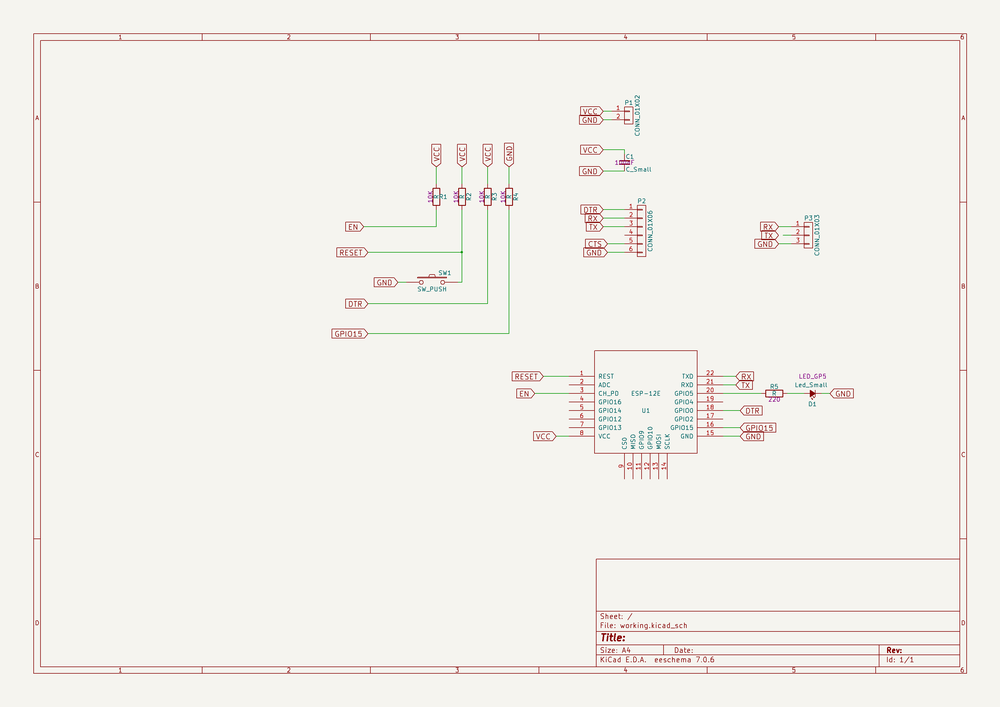 1 2 3 4 5 6
A A
B B
C C
D D
P1
VCC 1
GND 2
CONN_01X02
VCC
C1
C_Small
GND
VCC VCC VCC GND
10K R R1
10K R R2
10K R R3
10K R R4
EN
RESET
GND SW1
SW_PUSH
DTR
GPIO15
P2
DTR 1
RX 2
TX 3
4
CTS 5
GND 6
CONN_01X06
P3
RX 1
TX 2
GND 3
CONN_01X03
RESET 1 REST TXD 22 RX
2 ADC RXD 21 TX
EN 3 CH_PD ESP-12E GPIO5 20
4 GPIO16 GPIO4 19
5 GPIO14 U1 GPIO0 18 DTR
6 GPIO12 GPIO2 17
7 GPIO13 GPIO15 16 GPIO15
VCC 8 VCC GND 15 GND
CS0 MISO GPIO9 GPIO10 MOSI SCLK
9 10 11 12 13 14
R5
R
220
LED_GP5
Led_Small
D1
GND
Sheet: /
File: working.kicad_sch
Title:
Size: A4 Date: Rev:
KiCad E.D.A. eeschema 7.0.6 Id: 1/1
1 2 3 4 5 6